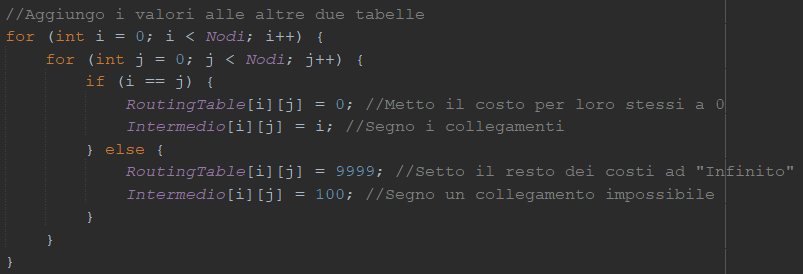 //Aggiungo i valori alle altre due tabelle
for (int i = 0; i < Nodi; i++) {
    for (int j = 0; j < Nodi; j++) {
        if (i == j) {
            RoutingTable[i][j] = 0; //Metto il costo per loro stessi a 0
            Intermedio[i][j] = i; //Segno i collegamenti
        } else {
            RoutingTable[i][j] = 9999; //Setto il resto dei costi ad "Infinito"
            Intermedio[i][j] = 100; //Segno un collegamento impossibile
        }
    }
}